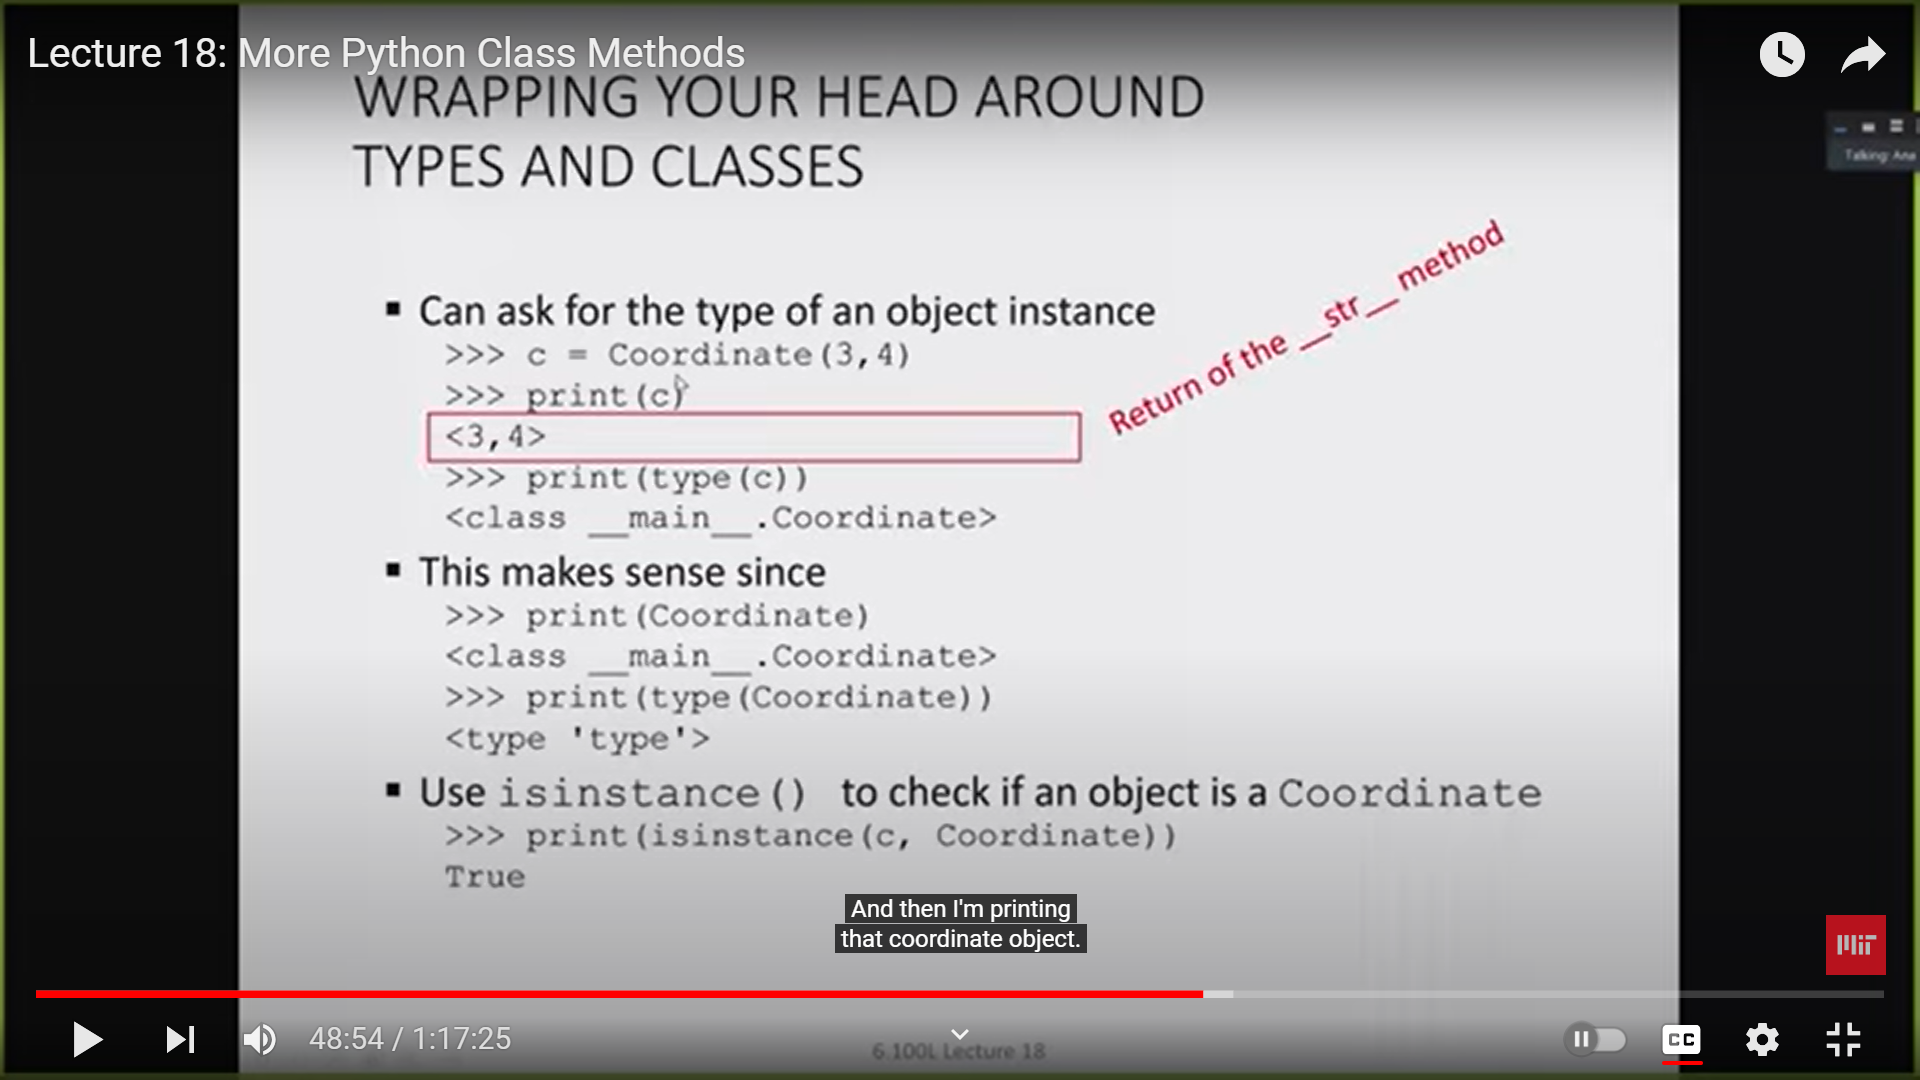 Lecture 18: More Python Class Methods
WRAPPING YOUR HEAD AROUND
TYPES AND CLASSES
Talking: Ana
▪ Can ask for the type of an object instance
>>> c = Coordinate(3,4)
>>> print(c)
<3,4>
Return of the __str__ method
>>> print(type(c))
<class __main__.Coordinate>
▪ This makes sense since
>>> print(Coordinate)
<class __main__.Coordinate>
>>> print(type(Coordinate))
<type 'type'>
▪ Use isinstance() to check if an object is a Coordinate
>>> print(isinstance(c, Coordinate))
True
And then I'm printing
that coordinate object.
MIT
48:54 / 1:17:25
CC
6.100L Lecture 18